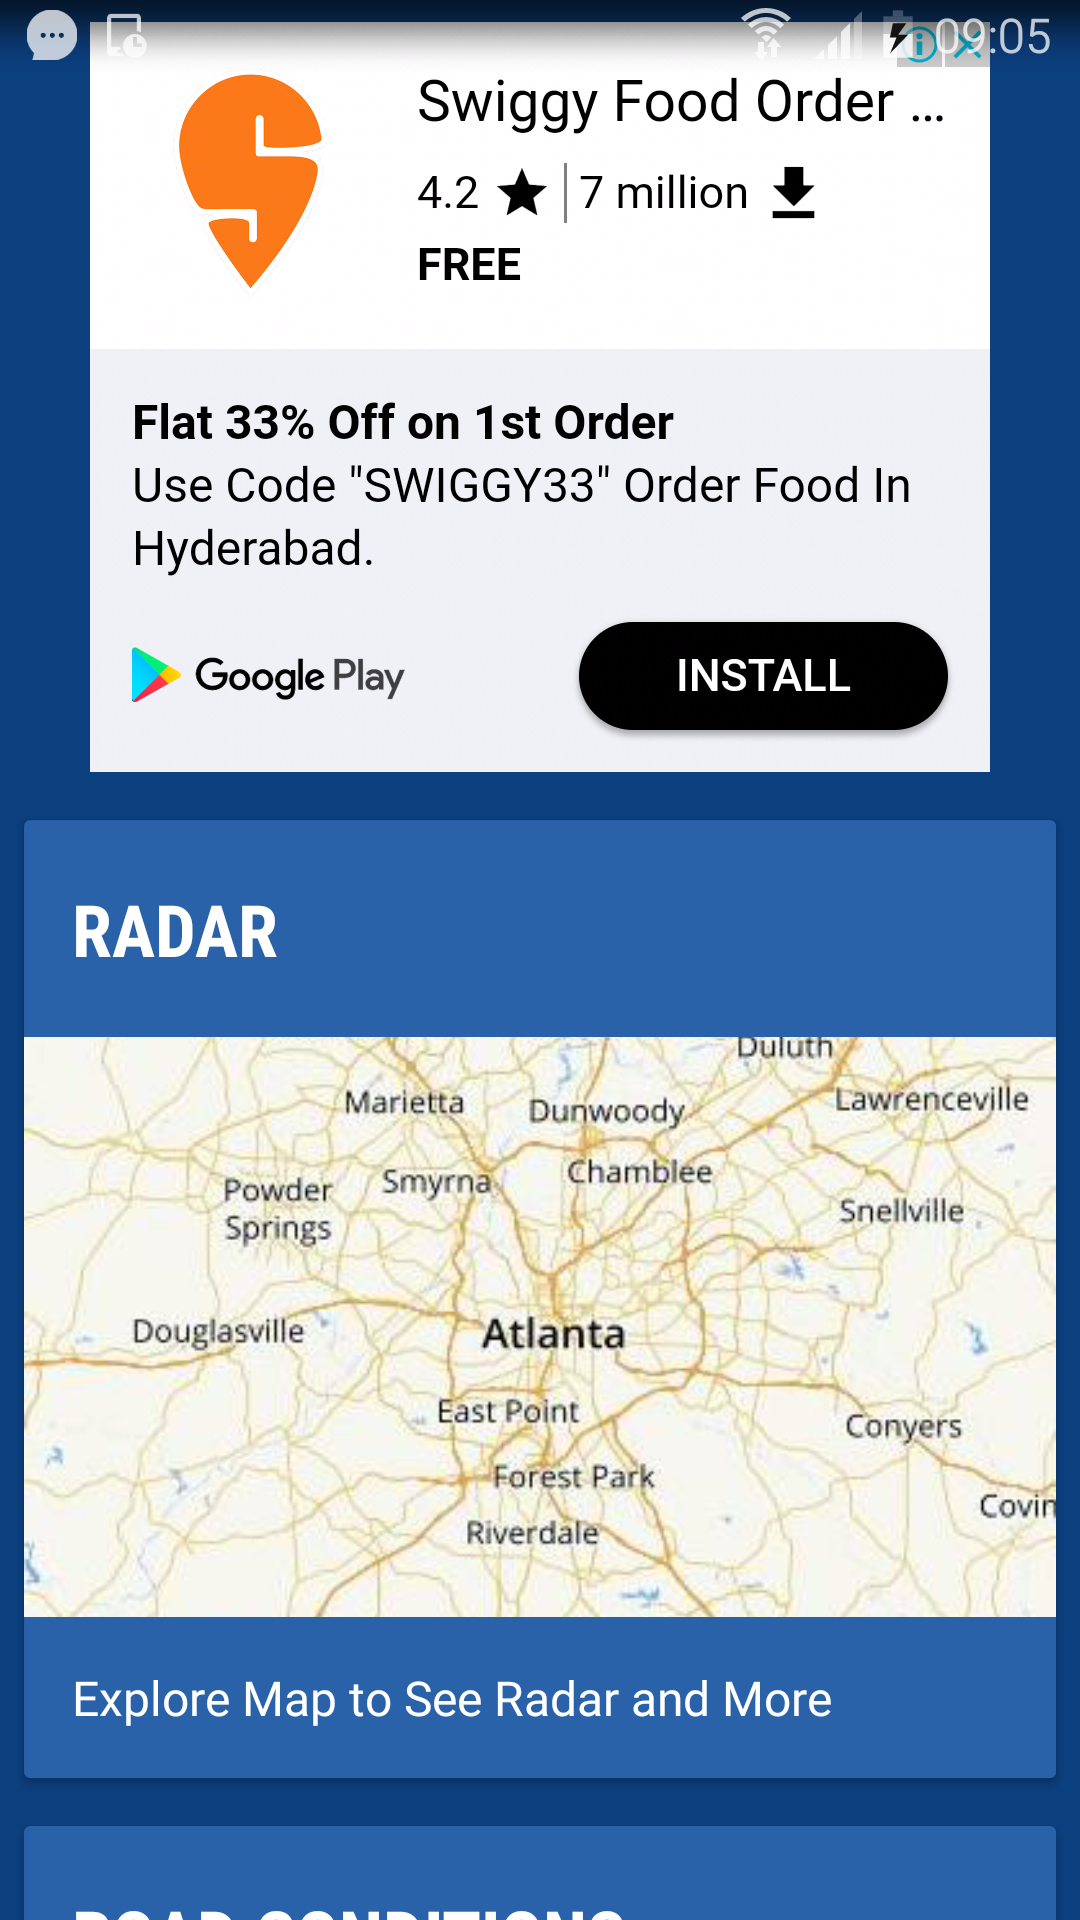 09:05
Swiggy Food Order ...
4.2 7 million
FREE
Flat 33% Off on 1st Order
Use Code "SWIGGY33" Order Food In
Hyderabad.
Google Play
INSTALL
RADAR
Duluth
Marietta
Dunwoody
Lawrenceville
Smyrna
Chamblee
Powder
Springs
Snellville
Douglasville
Atlanta
East Point
Conyers
Forest Park
Covin
Riverdale
Explore Map to See Radar and More
ROAD CONDITIONS